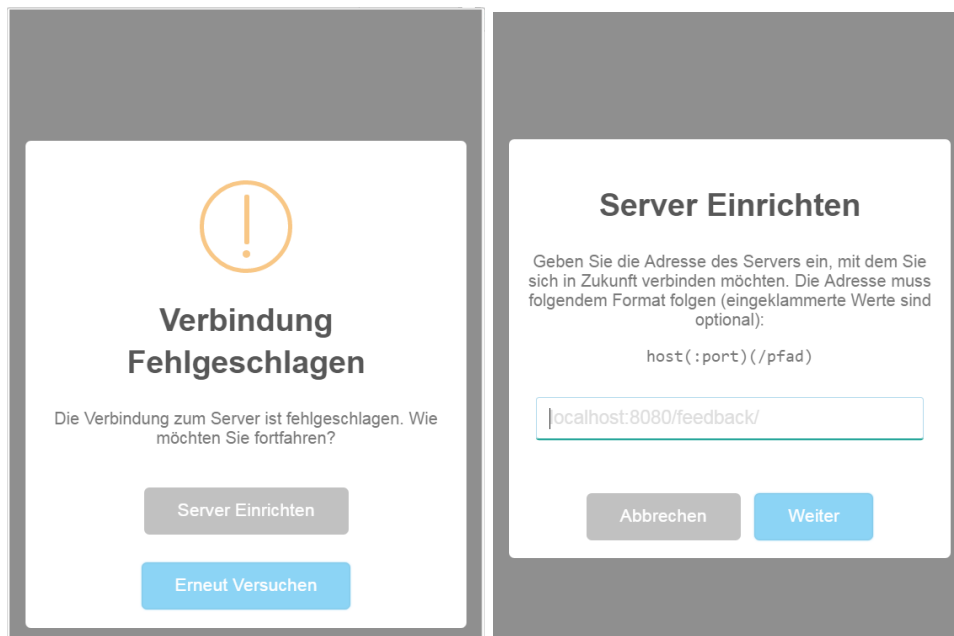 Verbindung
Fehlgeschlagen
Die Verbindung zum Server ist fehlgeschlagen. Wie
möchten Sie fortfahren?
Server Einrichten
Erneut Versuchen
Server Einrichten
Geben Sie die Adresse des Servers ein, mit dem Sie
sich in Zukunft verbinden möchten. Die Adresse muss
folgendem Format folgen (eingeklammerte Werte sind
optional):
host(:port)(/pfad)
localhost:8080/feedback/
Abbrechen
Weiter